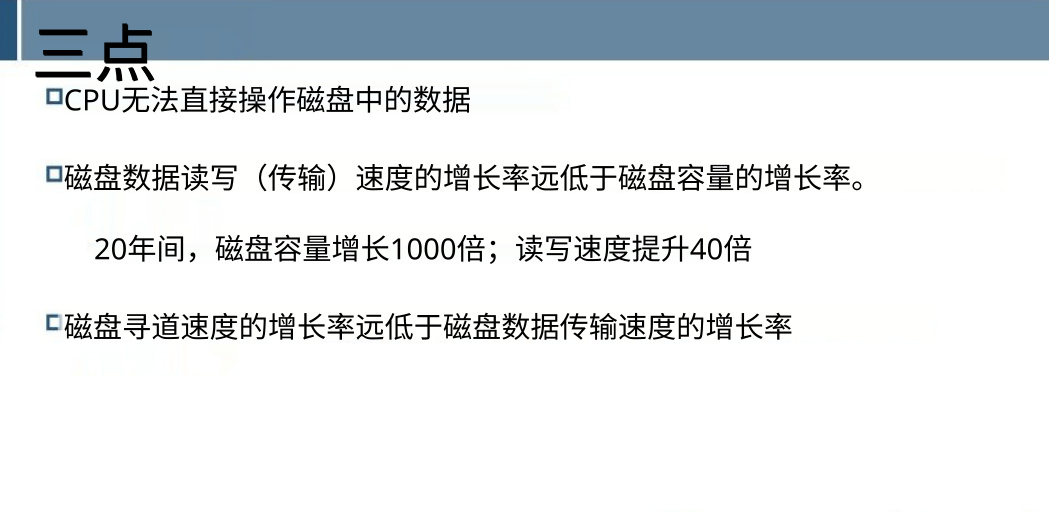 三点
CPU无法直接操作磁盘中的数据
磁盘数据读写（传输）速度的增长率远低于磁盘容量的增长率。
20年间，磁盘容量增长1000倍；读写速度提升40倍
磁盘寻道速度的增长率远低于磁盘数据传输速度的增长率